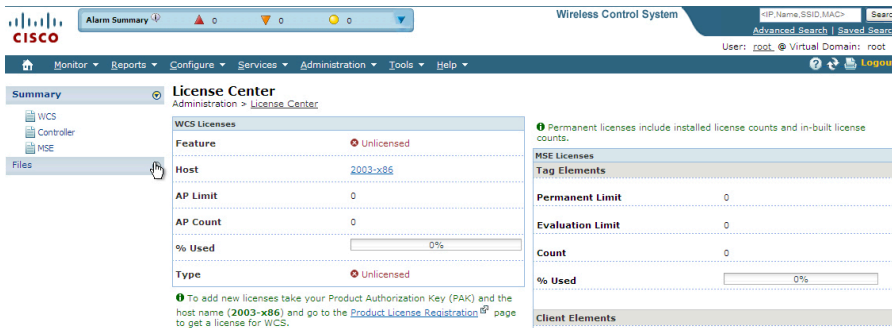 Alarm Summary 0 0 0
Wireless Control System
<IP,Name,SSID,MAC>
Advanced Search | Saved
CISCO
User: root @ Virtual Domain: root
Monitor Reports Configure Services Administration Tools Help
Summary
WCS
Controller
MSE
Files
License Center
Administration > License Center
WCS Licenses
Feature Unlicensed
Host 2003-x86
AP Limit 0
AP Count 0
% Used 0%
Type Unlicensed
To add new licenses take your Product Authorization Key (PAK) and the
host name (2003-x86) and go to the Product License Registration page
to get a license for WCS.
Permanent licenses include installed license counts and in-built license
counts.
MSE Licenses
Tag Elements
Permanent Limit 0
Evaluation Limit 0
Count 0
% Used 0%
Client Elements